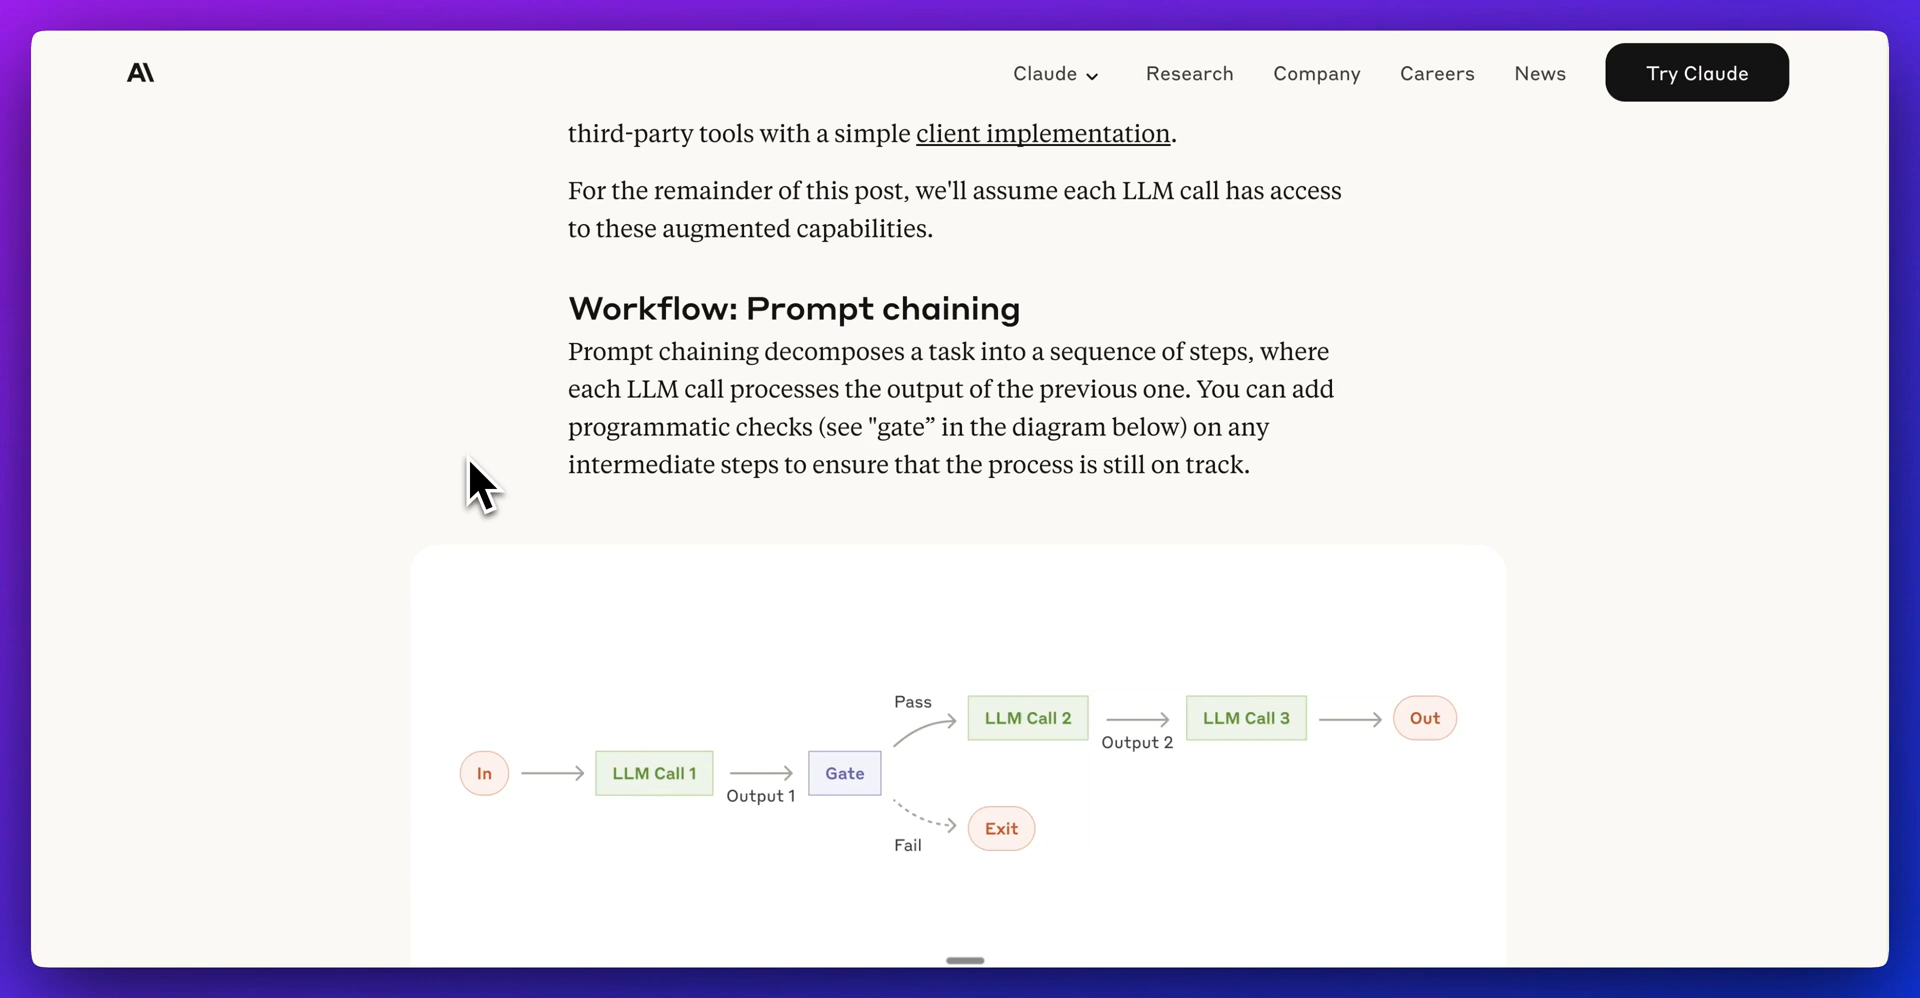 A\
Claude Research Company Careers News Try Claude
third-party tools with a simple client implementation.
For the remainder of this post, we'll assume each LLM call has access
to these augmented capabilities.
Workflow: Prompt chaining
Prompt chaining decomposes a task into a sequence of steps, where
each LLM call processes the output of the previous one. You can add
programmatic checks (see "gate” in the diagram below) on any
intermediate steps to ensure that the process is still on track.
In
LLM Call 1
Output 1
Gate
Pass
LLM Call 2
Output 2
LLM Call 3
Out
Fail
Exit